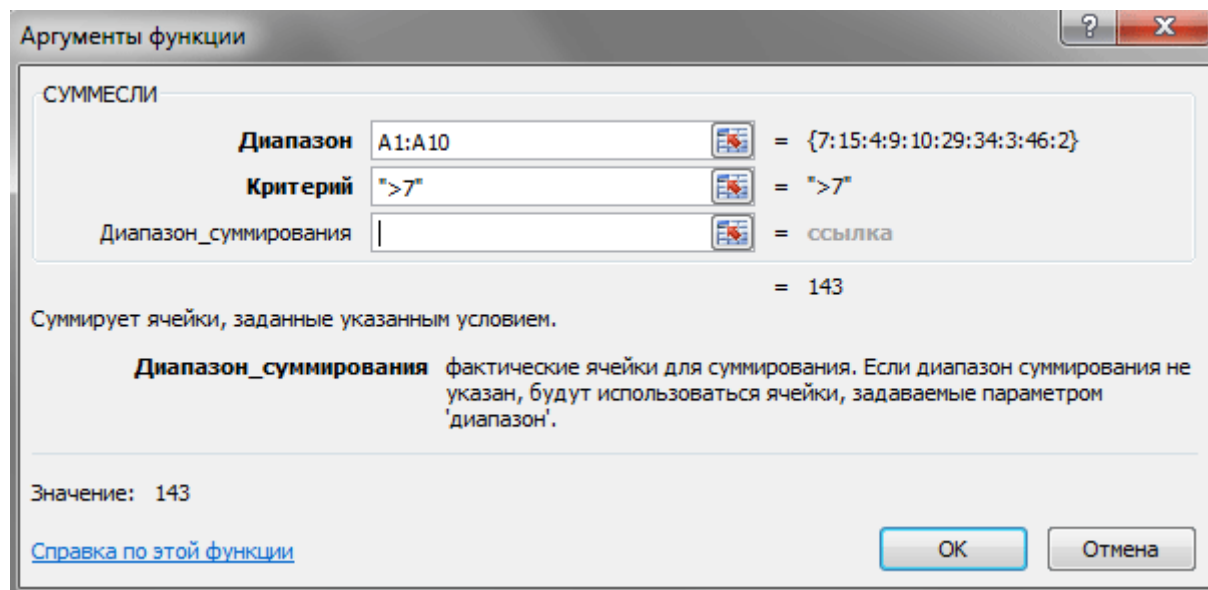 Аргументы функции
СУММЕСЛИ
Диапазон A1:A10 = {7:15:4:9:10:29:34:3:46:2}
Критерий ">7" = ">7"
Диапазон_суммирования = ссылка
= 143
Суммирует ячейки, заданные указанным условием.
Диапазон_суммирования фактические ячейки для суммирования. Если диапазон суммирования не
указан, будут использоваться ячейки, задаваемые параметром
'диапазон'.
Значение: 143
Справка по этой функции OK Отмена